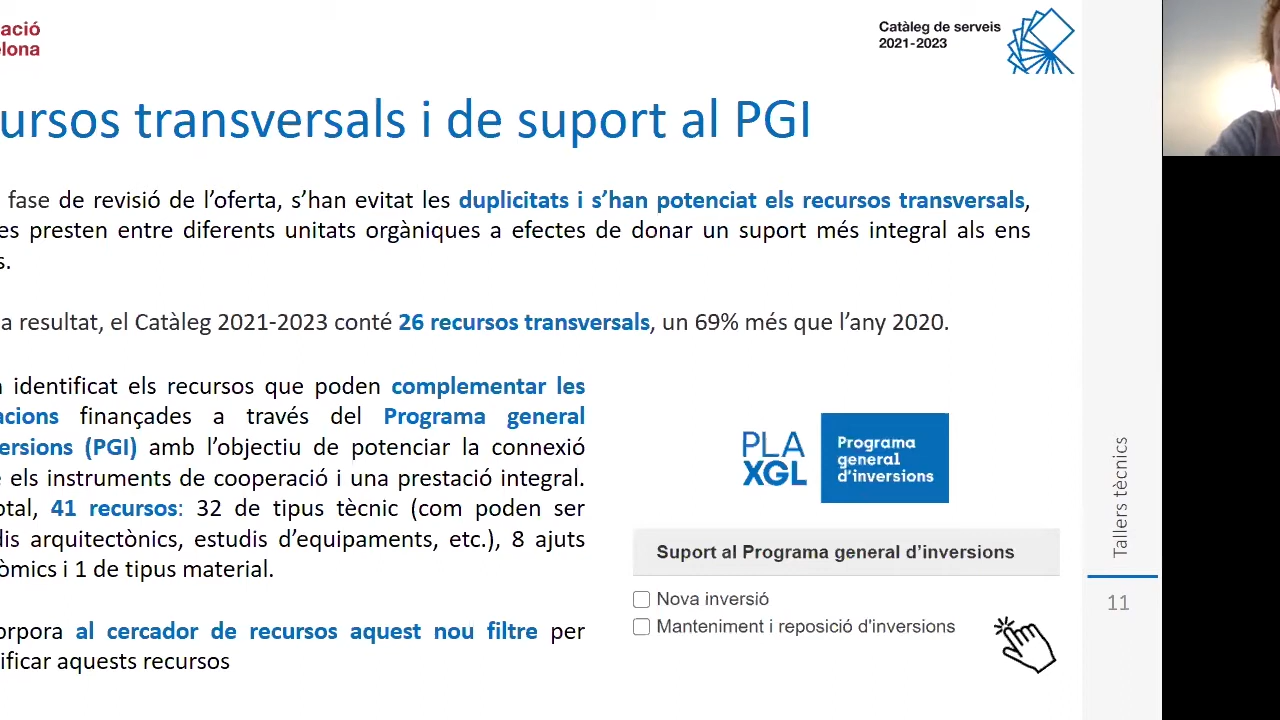 ació
elona
Catàleg de serveis
2021-2023
ursos transversals i de suport al PGI
fase de revisió de l’oferta, s’han evitat les duplicitats i s’han potenciat els recursos transversals,
es presten entre diferents unitats orgàniques a efectes de donar un suport més integral als ens
s.
a resultat, el Catàleg 2021-2023 conté 26 recursos transversals, un 69% més que l’any 2020.
identificat els recursos que poden complementar les
acions finançades a través del Programa general
ersions (PGI) amb l’objectiu de potenciar la connexió
els instruments de cooperació i una prestació integral.
otal, 41 recursos: 32 de tipus tècnic (com poden ser
dis arquitectònics, estudis d’equipaments, etc.), 8 ajuts
òmics i 1 de tipus material.
orpora al cercador de recursos aquest nou filtre per
ificar aquests recursos
PLA
XGL
Programa
general
d’inversions
Suport al Programa general d’inversions
Nova inversió
Manteniment i reposició d'inversions
Tallers tècnics
11